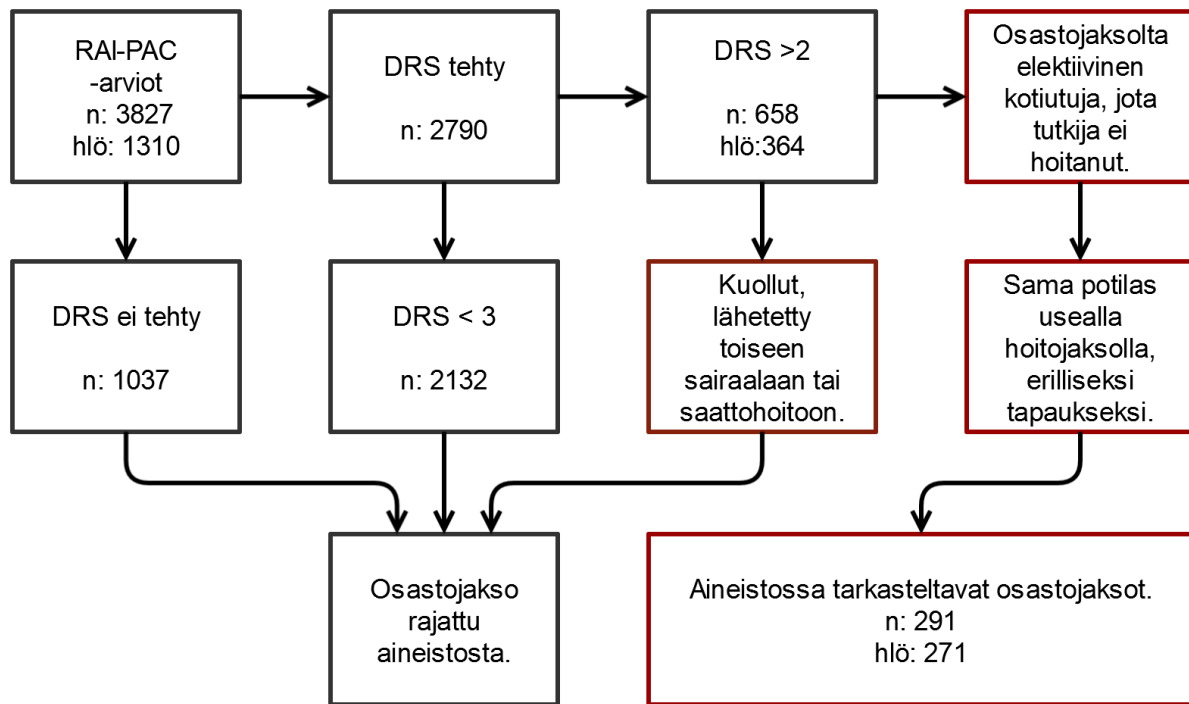 RAI-PAC
-arviot
n: 3827
hlö: 1310
DRS tehty
n: 2790
DRS >2
n: 658
hlö:364
Osastojaksolta
elektiivinen
kotiutuja, jota
tutkija ei
hoitanut.
DRS ei tehty
n: 1037
DRS < 3
n: 2132
Kuollut,
lähetetty
toiseen
sairaalaan tai
saattohoitoon.
Sama potilas
usealla
hoitojaksolla,
erilliseksi
tapaukseksi.
Osastojakso
rajattu
aineistosta.
Aineistossa tarkasteltavat osastojaksot.
n: 291
hlö: 271